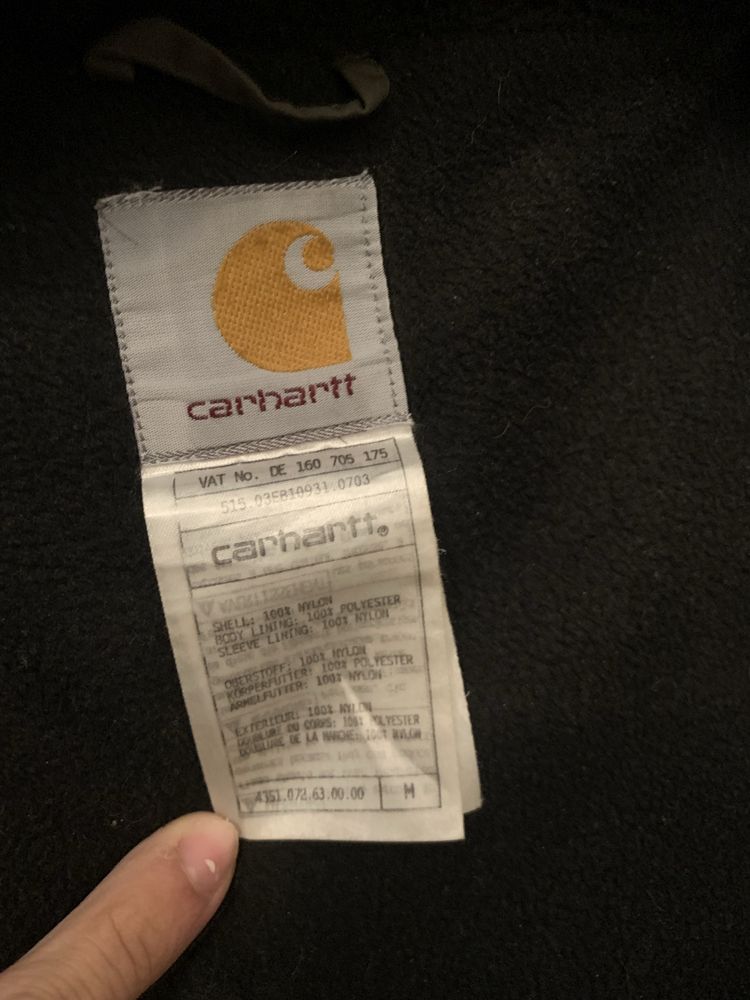 carhartt
VAT No. DE 160 705 175
515.03EB10931.0703
carhartt®
SHELL: 100% NYLON
BODY LINING: 100% POLYESTER
SLEEVE LINING: 100% NYLON
OBERSTOFF: 100% NYLON
KÖRPERFUTTER: 100% POLYESTER
ÄRMELFUTTER: 100% NYLON
EXTERIEUR: 100% NYLON
DOUBLURE DU CORPS: 100% POLYESTER
DOUBLURE DE LA MANCHE: 100% NYLON
4351.072.63.00.00 M